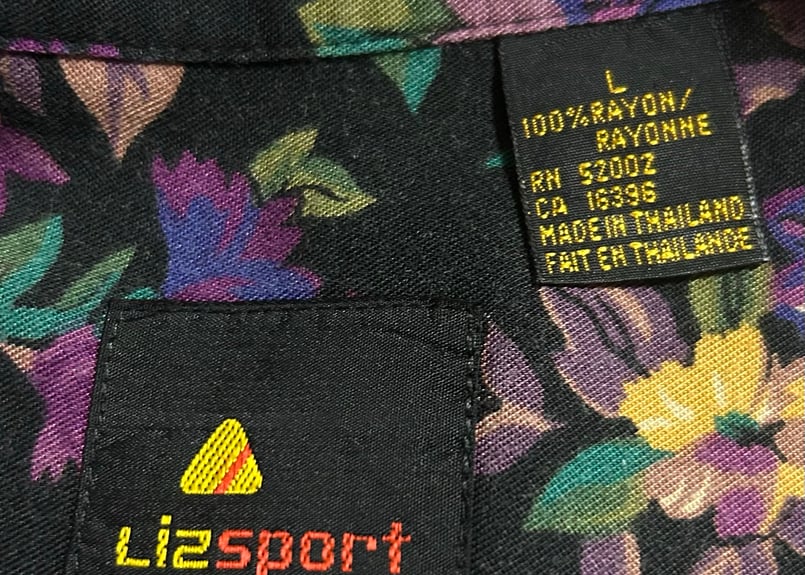 L
100% RAYON/
RAYONNE
RN 52002
CA 16396
MADE IN THAILAND
FAIT EN THAILANDE
Lizsport